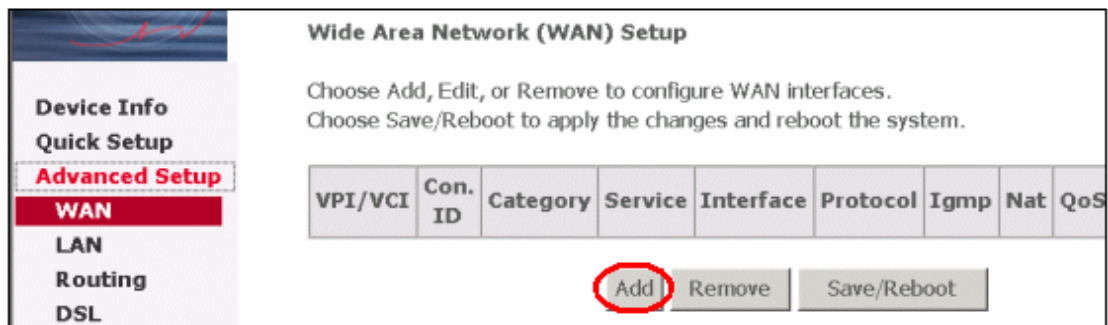 Wide Area Network (WAN) Setup
Choose Add, Edit, or Remove to configure WAN interfaces.
Choose Save/Reboot to apply the changes and reboot the system.
Device Info
Quick Setup
Advanced Setup
WAN
LAN
Routing
DSL
VPI/VCI Con. ID Category Service Interface Protocol Igmp Nat QoS
Add Remove Save/Reboot